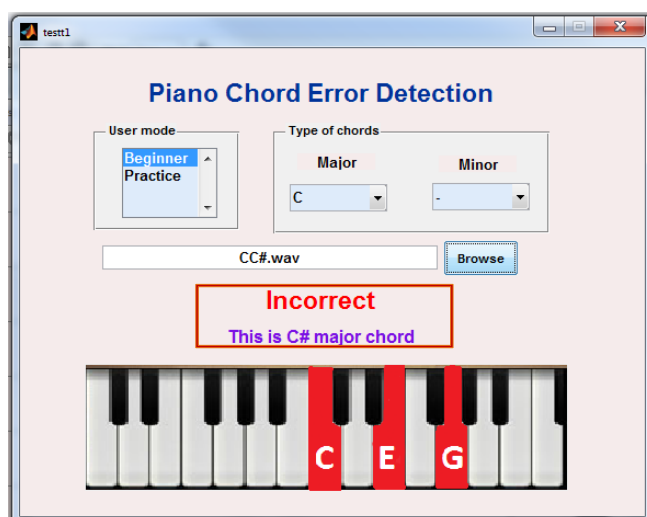 testt1
Piano Chord Error Detection
User mode
Type of chords
Beginner
Practice
Major
Minor
C
-
CC#.wav
Browse
Incorrect
This is C# major chord
C E G